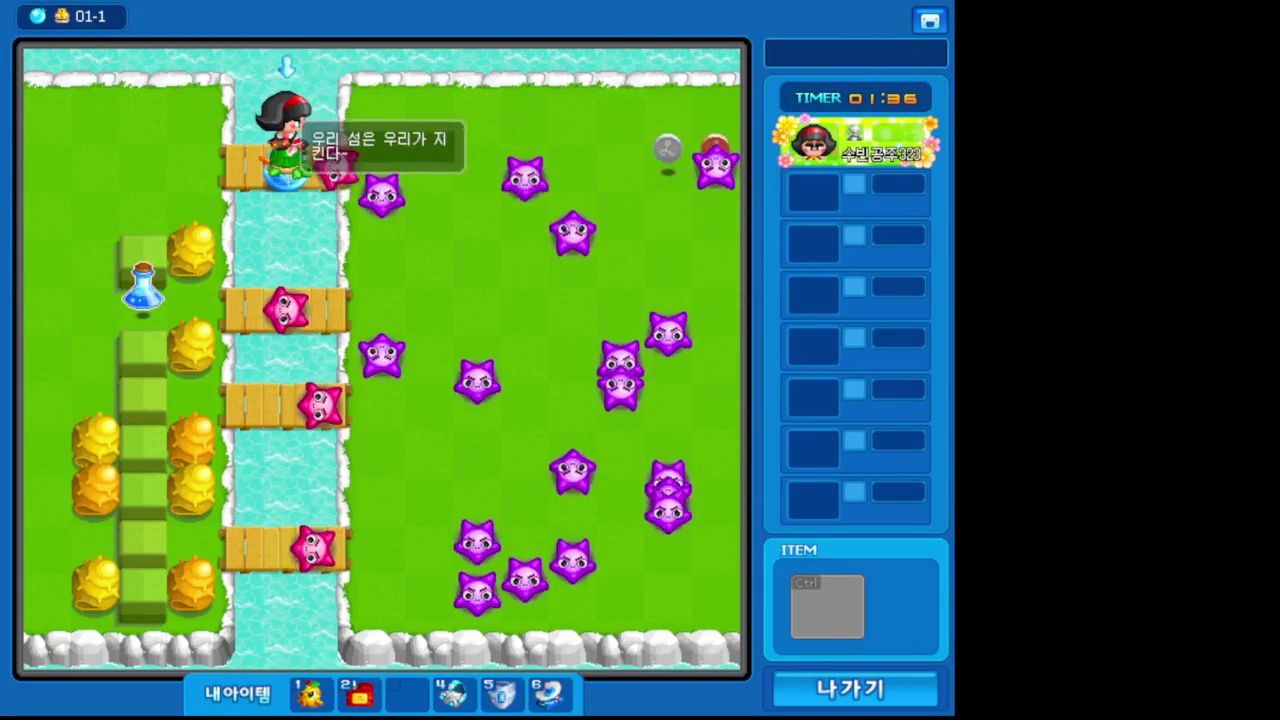 01-1
TIMER 01:36
우리 섬은 우리가 지
킨다~
수빈공주323
ITEM
Ctrl
내아이템
1 2 4 5 6
나가기